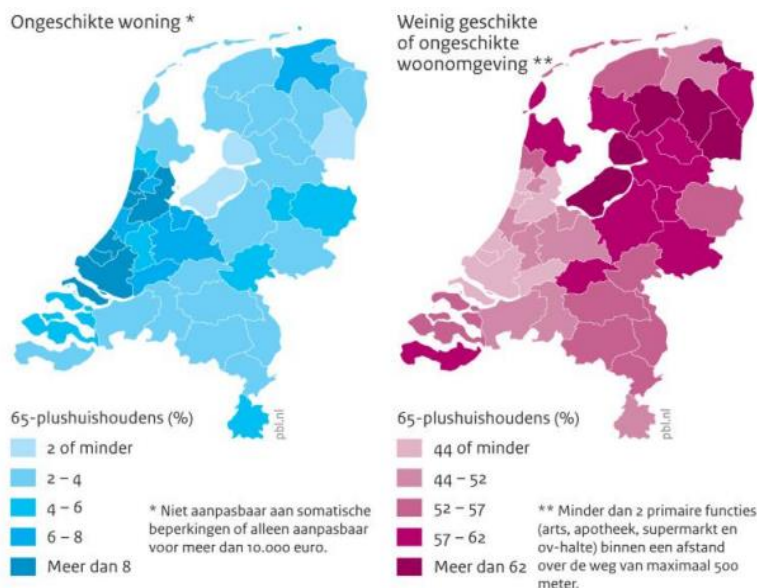 Ongeschikte woning *
65-plushuishoudens (%)
2 of minder
2 – 4
4 – 6
6 – 8
Meer dan 8
* Niet aanpasbaar aan somatische
beperkingen of alleen aanpasbaar
voor meer dan 10.000 euro.
pbl.nl
Weinig geschikte
of ongeschikte
woonomgeving **
65-plushuishoudens (%)
44 of minder
44 – 52
52 – 57
57 – 62
Meer dan 62
** Minder dan 2 primaire functies
(arts, apotheek, supermarkt en
ov-halte) binnen een afstand
over de weg van maximaal 500
meter.
pbl.nl